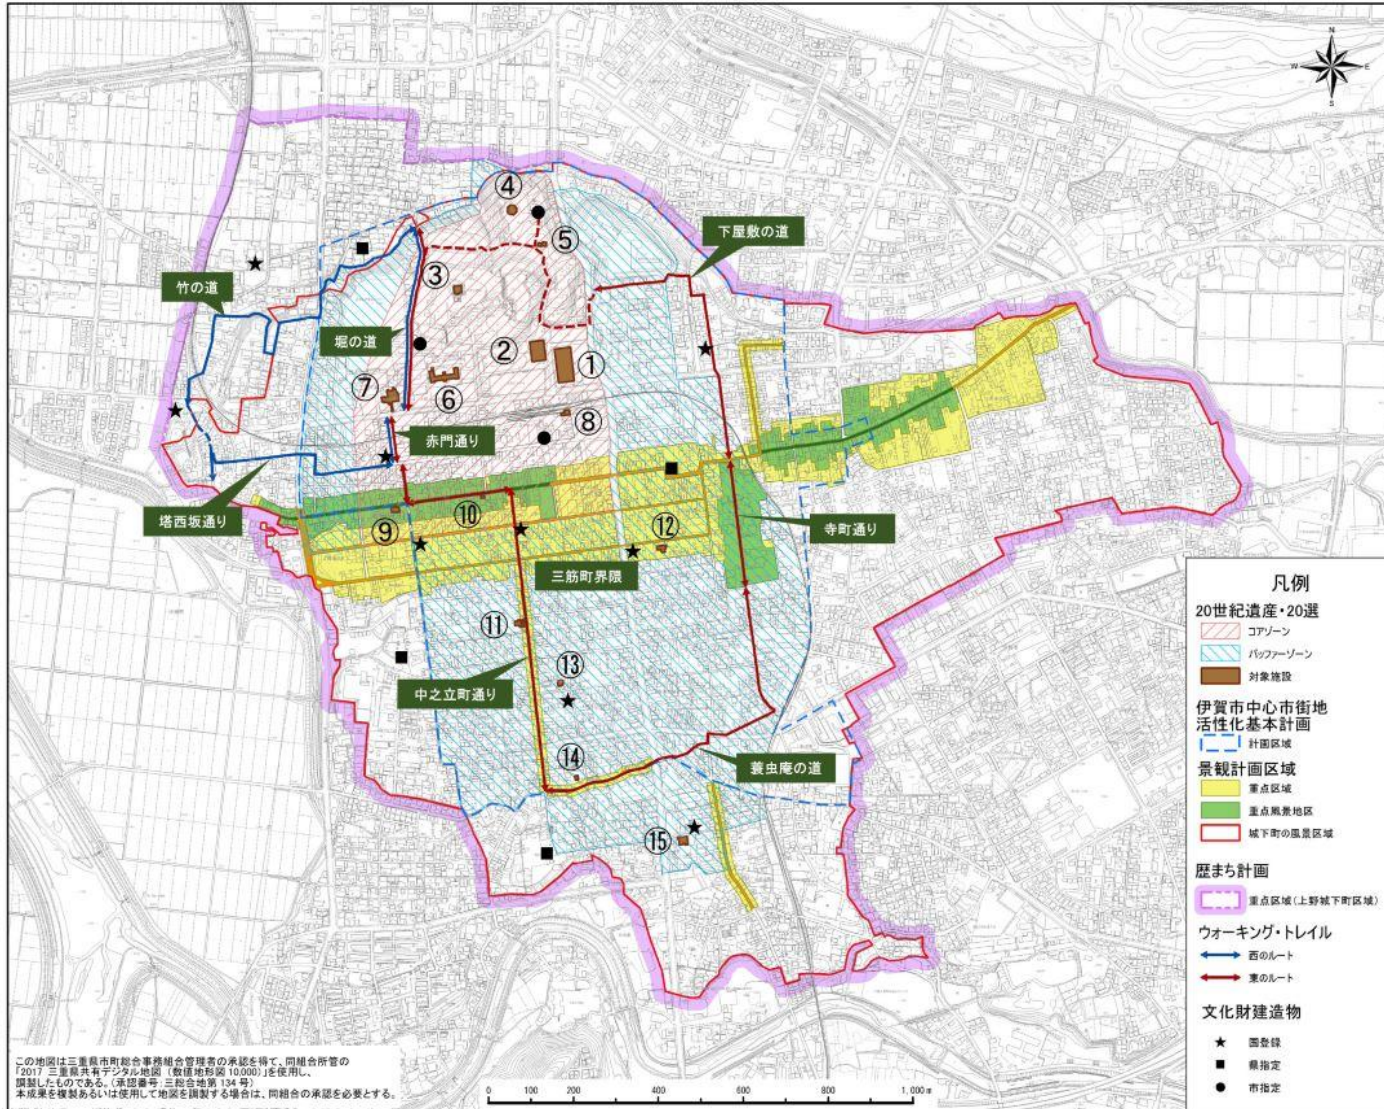 N
W
E
S
④
⑤
下屋敷の道
③
竹の道
堀の道
②
①
⑦
⑥
⑧
赤門通り
塔西坂通り
⑨
⑩
⑫
寺町通り
三筋町界隈
⑪
⑬
中之立町通り
⑭
蓑虫庵の道
⑮
凡例
20世紀遺産・20選
コアゾーン
バッファーゾーン
対象施設
伊賀市中心市街地
活性化基本計画
計画区域
景観計画区域
重点区域
重点風景地区
城下町の風景区域
歴まち計画
重点区域(上野城下町区域)
ウォーキング・トレイル
西のルート
東のルート
文化財建造物
国登録
県指定
市指定
この地図は三重県市町総合事務組合管理者の承認を得て、同組合所管の
「2017 三重県共有デジタル地図 (数値地形図 10,000)」を使用し、
調製したものである。(承認番号:三総合地第 134 号)
本成果を複製あるいは使用して地図を調製する場合は、同組合の承認を必要とする。
0 100 200 400 600 800 1,000 m